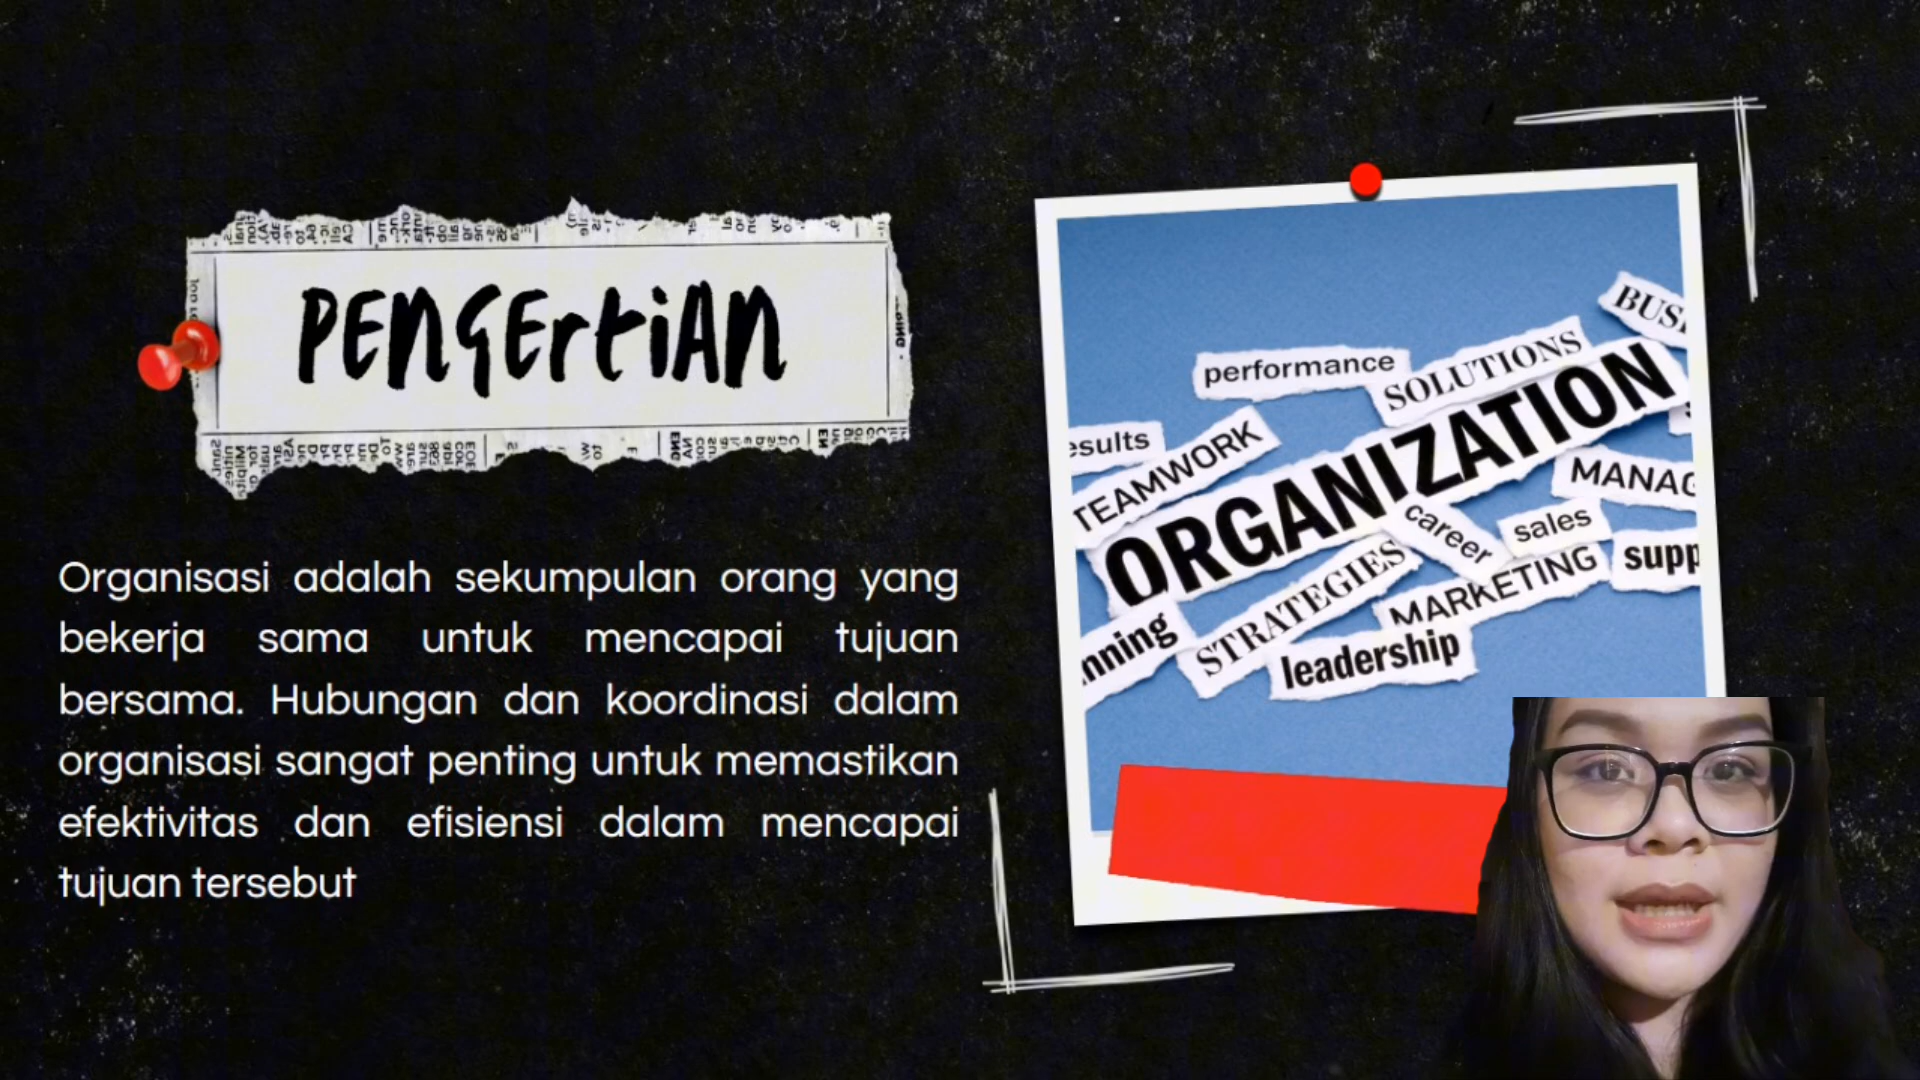 PENGErtiAN
Organisasi adalah sekumpulan orang yang
bekerja sama untuk mencapai tujuan
bersama. Hubungan dan koordinasi dalam
organisasi sangat penting untuk memastikan
efektivitas dan efisiensi dalam mencapai
tujuan tersebut
BUSI
performance
SOLUTIONS
esults
TEAMWORK
ORGANIZATION
MANAG
career
sales
supp
STRATEGIES
MARKETING
nning
leadership